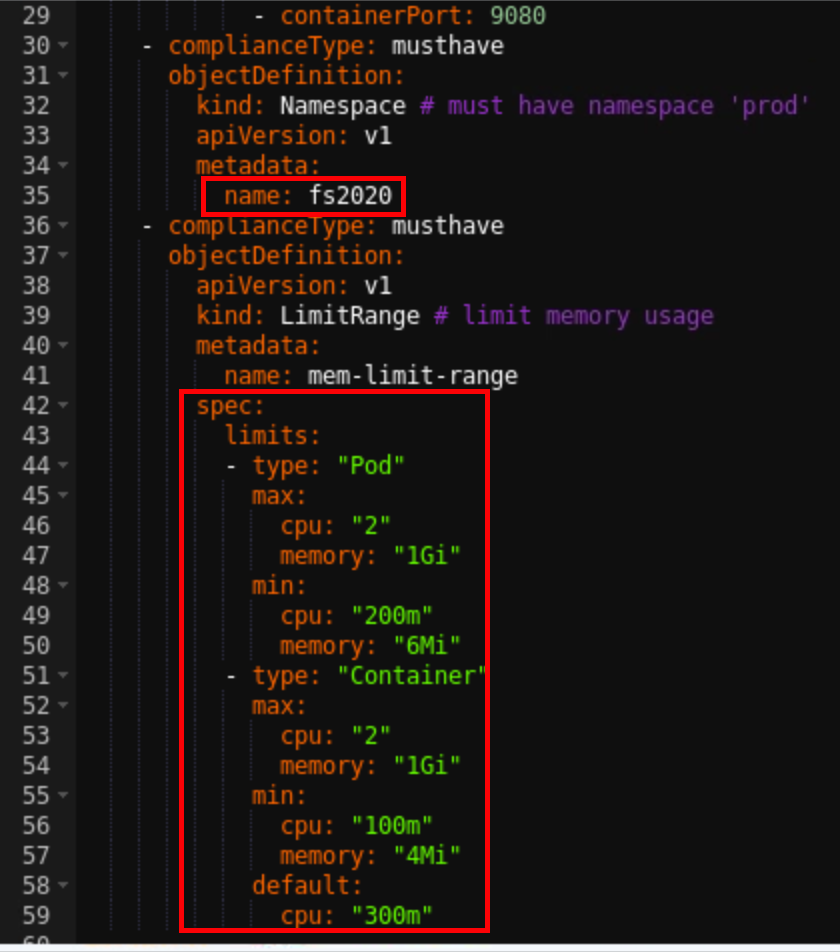 29 - containerPort: 9080
30 - complianceType: musthave
31 objectDefinition:
32 kind: Namespace # must have namespace 'prod'
33 apiVersion: v1
34 metadata:
35 name: fs2020
36 - complianceType: musthave
37 objectDefinition:
38 apiVersion: v1
39 kind: LimitRange # limit memory usage
40 metadata:
41 name: mem-limit-range
42 spec:
43 limits:
44 - type: "Pod"
45 max:
46 cpu: "2"
47 memory: "1Gi"
48 min:
49 cpu: "200m"
50 memory: "6Mi"
51 - type: "Container"
52 max:
53 cpu: "2"
54 memory: "1Gi"
55 min:
56 cpu: "100m"
57 memory: "4Mi"
58 default:
59 cpu: "300m"